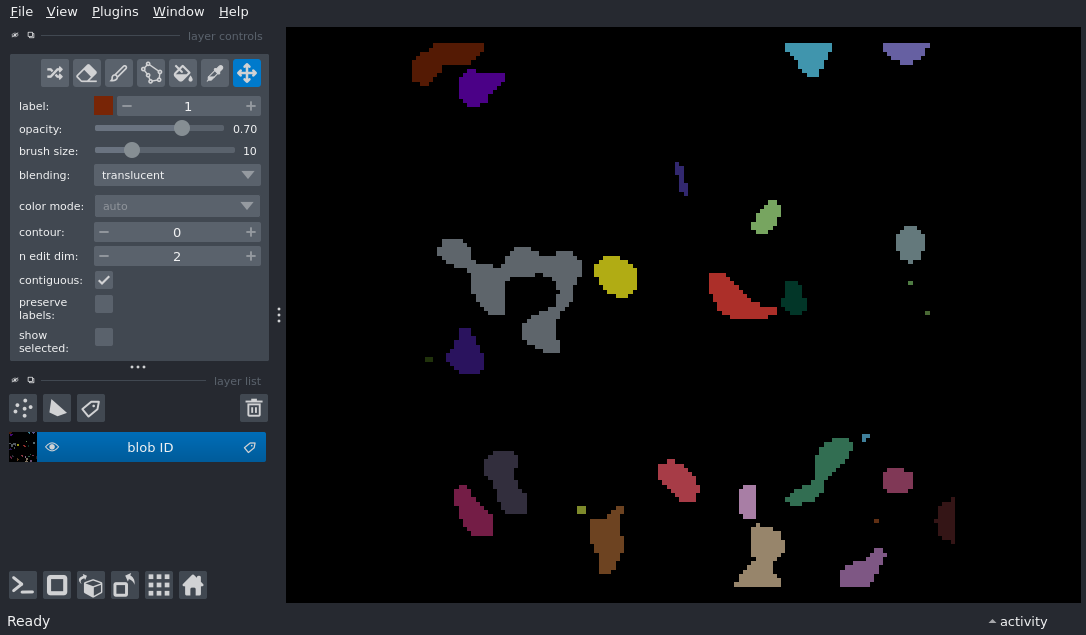 File View Plugins Window Help
layer controls
label: 1
opacity: 0.70
brush size: 10
blending: translucent
color mode: auto
contour: 0
n edit dim: 2
contiguous:
preserve
labels:
show
selected:
layer list
blob ID
Ready
activity